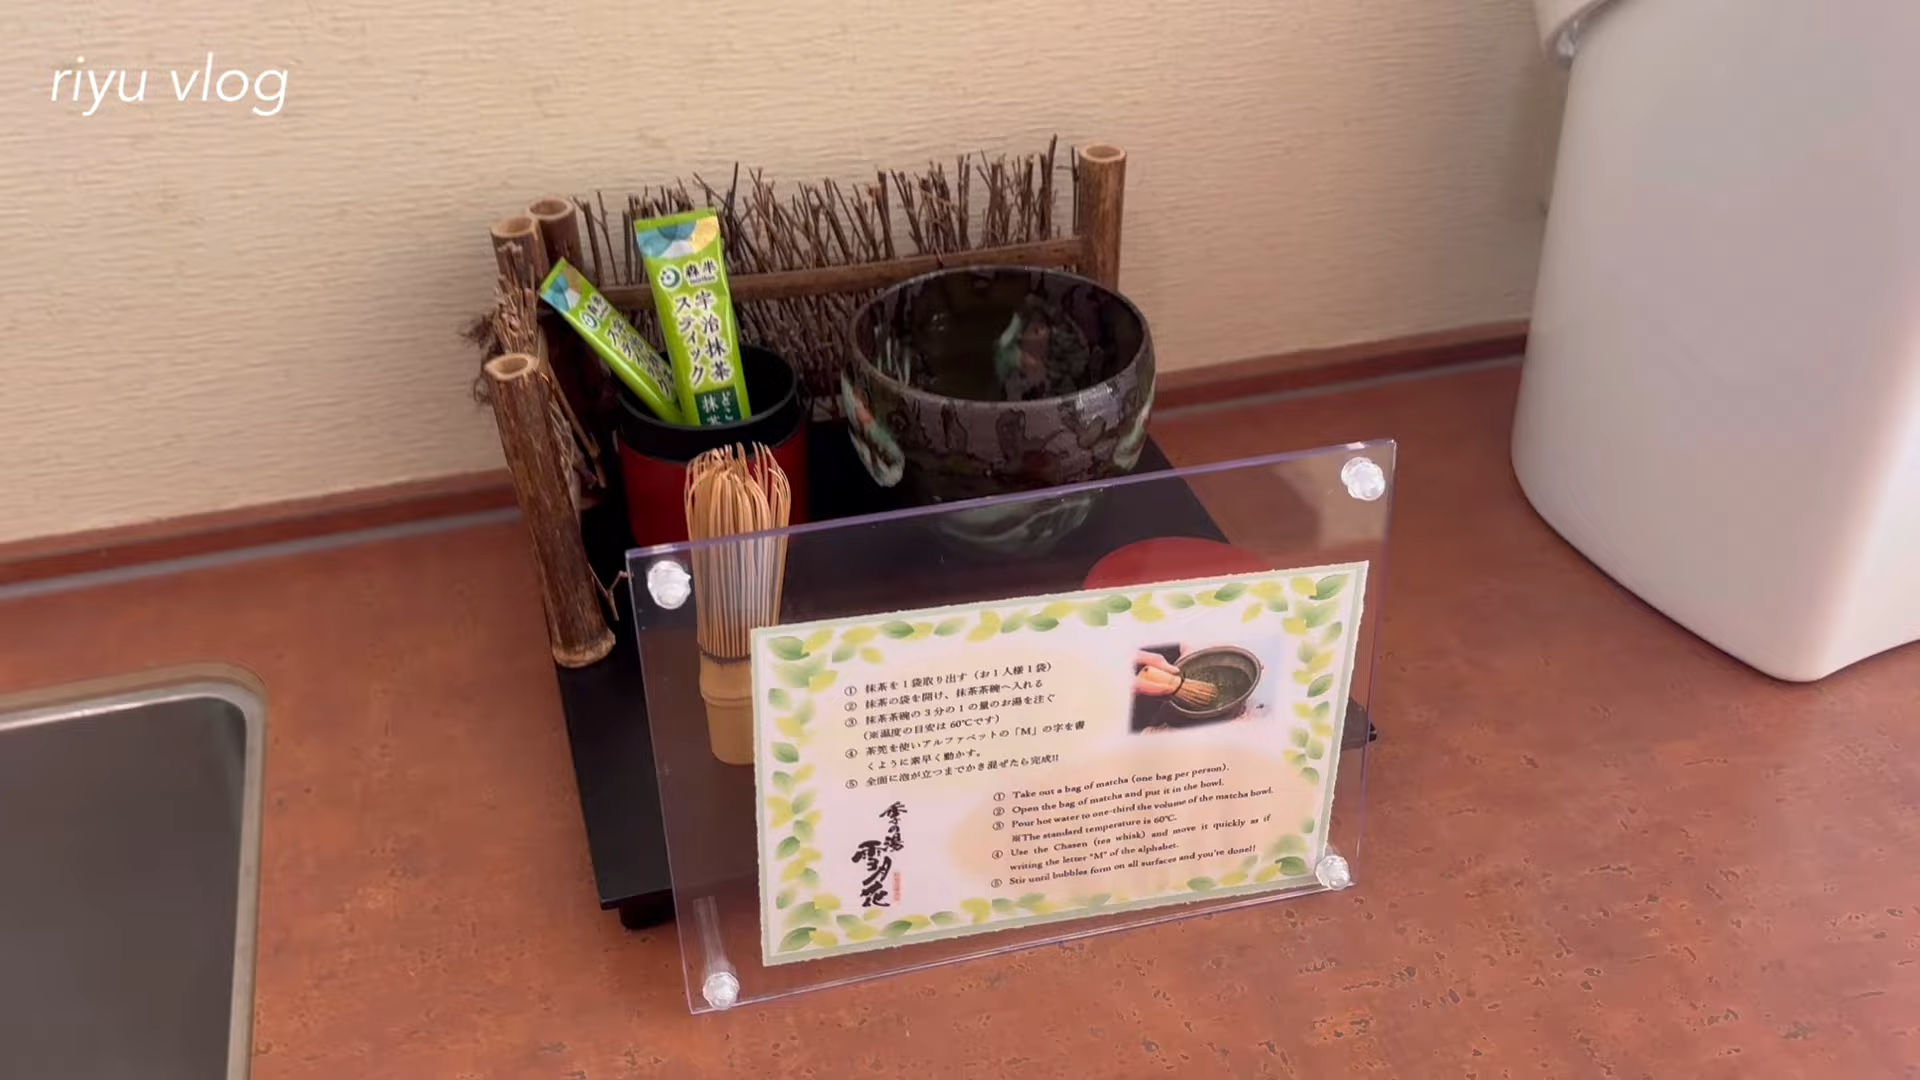 riyu vlog
森半
宇治抹茶
スティック
抹茶
① 抹茶を1袋取り出す（お1人様1袋）
② 抹茶の袋を開け、抹茶茶碗へ入れる
③ 抹茶茶碗の3分の1の量のお湯を注ぐ
（※温度の目安は60℃です）
④ 茶筅を使いアルファベットの「M」の字を書
くように素早く動かす。
⑤ 全面に泡が立つまでかき混ぜたら完成!!
季の湯
雪月花
① Take out a bag of matcha (one bag per person).
② Open the bag of matcha and put it in the bowl.
③ Pour hot water to one-third the volume of the matcha bowl.
※The standard temperature is 60℃.
④ Use the Chasen (tea whisk) and move it quickly as if
writing the letter "M" of the alphabet.
⑤ Stir until bubbles form on all surfaces and you're done!!